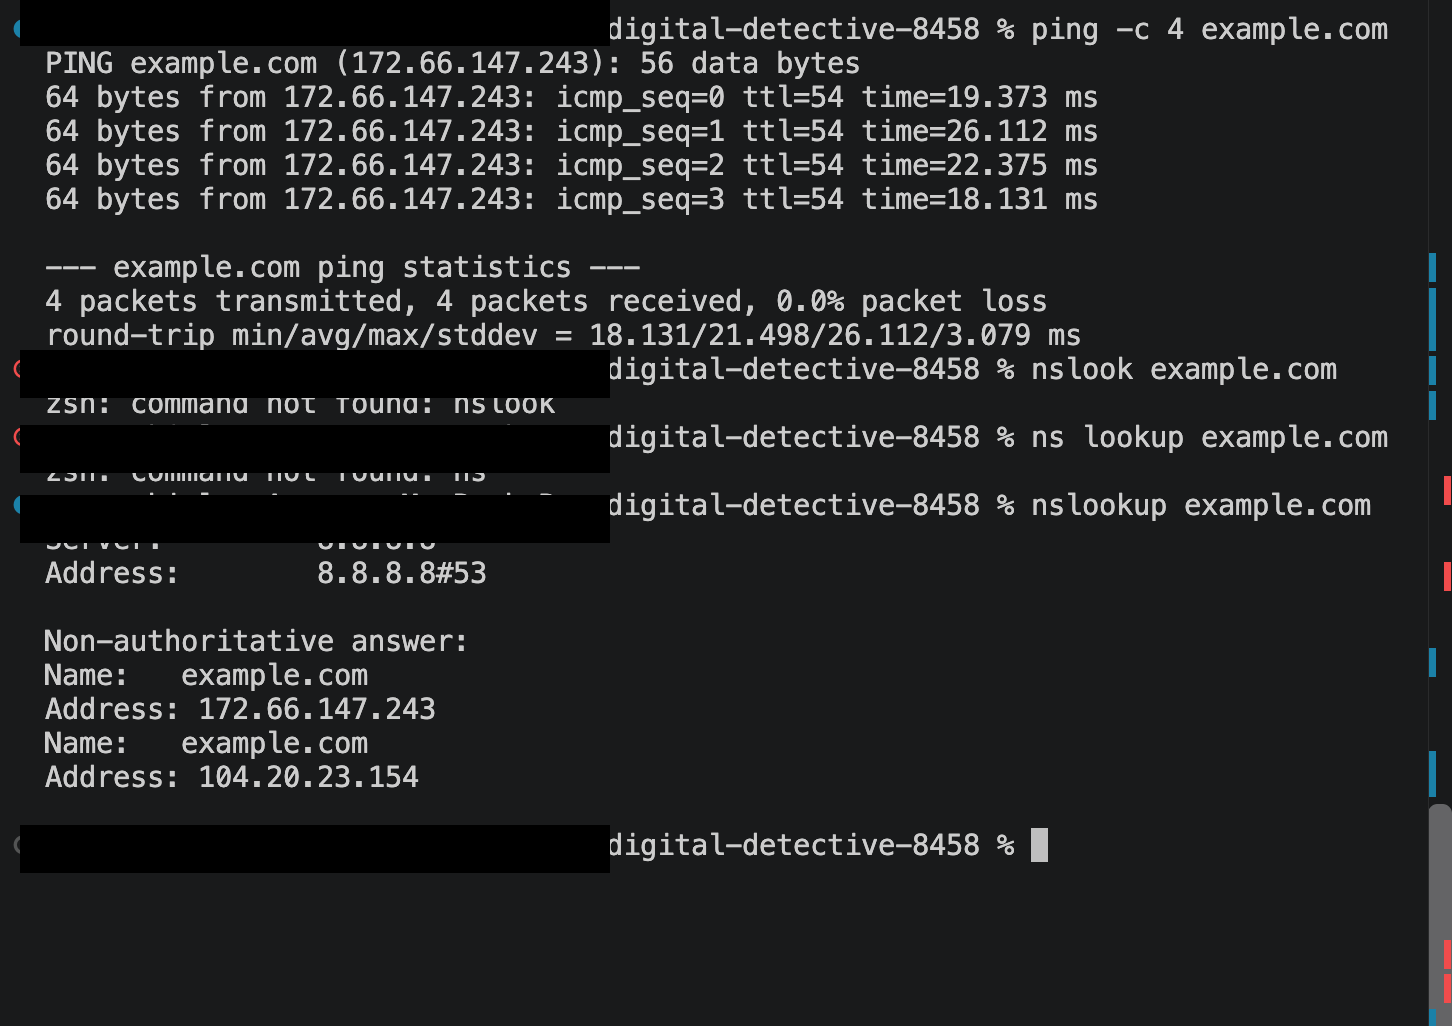 digital-detective-8458 % ping -c 4 example.com
PING example.com (172.66.147.243): 56 data bytes
64 bytes from 172.66.147.243: icmp_seq=0 ttl=54 time=19.373 ms
64 bytes from 172.66.147.243: icmp_seq=1 ttl=54 time=26.112 ms
64 bytes from 172.66.147.243: icmp_seq=2 ttl=54 time=22.375 ms
64 bytes from 172.66.147.243: icmp_seq=3 ttl=54 time=18.131 ms
--- example.com ping statistics ---
4 packets transmitted, 4 packets received, 0.0% packet loss
round-trip min/avg/max/stddev = 18.131/21.498/26.112/3.079 ms
digital-detective-8458 % nslook example.com
zsh: command not found: nslook
digital-detective-8458 % ns lookup example.com
zsh: command not found: ns
digital-detective-8458 % nslookup example.com
Server:
Address: 8.8.8.8#53
Non-authoritative answer:
Name: example.com
Address: 172.66.147.243
Name: example.com
Address: 104.20.23.154
digital-detective-8458 %